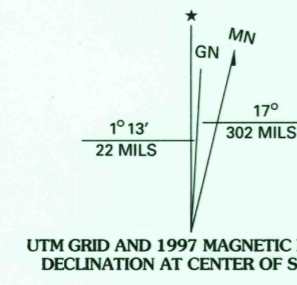 ★
GN
MN
1° 13′
22 MILS
17°
302 MILS
UTM GRID AND 1997 MAGNETIC
DECLINATION AT CENTER OF S